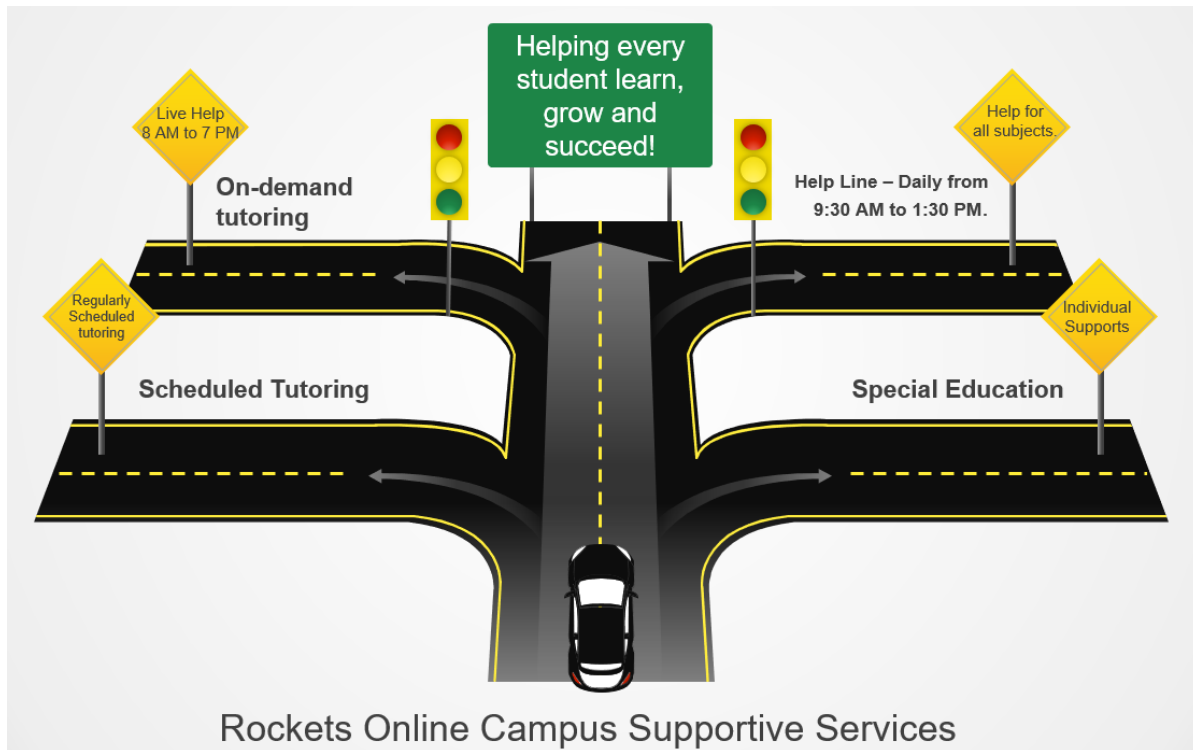 Helping every
student learn,
grow and
succeed!
Live Help
8 AM to 7 PM
On-demand
tutoring
Help for
all subjects.
Help Line – Daily from
9:30 AM to 1:30 PM.
Regularly
Scheduled
tutoring
Scheduled Tutoring
Individual
Supports
Special Education
Rockets Online Campus Supportive Services